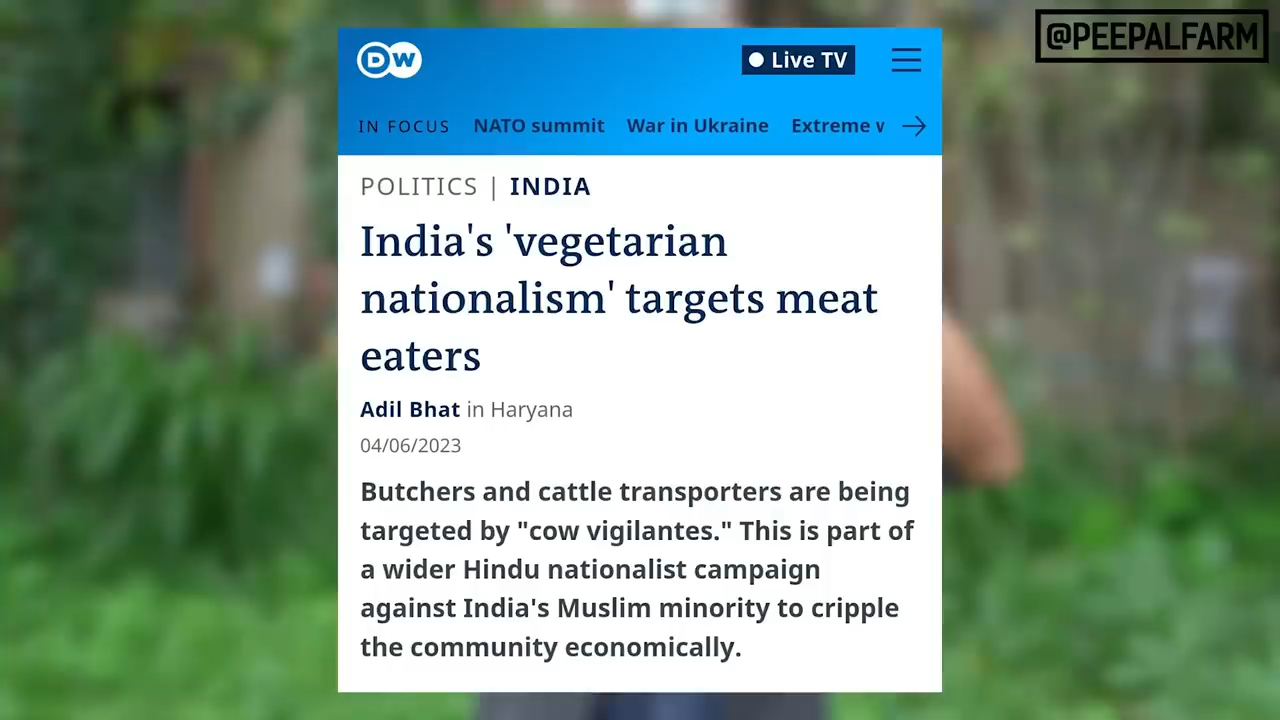 @PEEPALFARM
DW
Live TV
IN FOCUS NATO summit War in Ukraine Extreme w
POLITICS | INDIA
India's 'vegetarian
nationalism' targets meat
eaters
Adil Bhat in Haryana
04/06/2023
Butchers and cattle transporters are being
targeted by "cow vigilantes." This is part of
a wider Hindu nationalist campaign
against India's Muslim minority to cripple
the community economically.